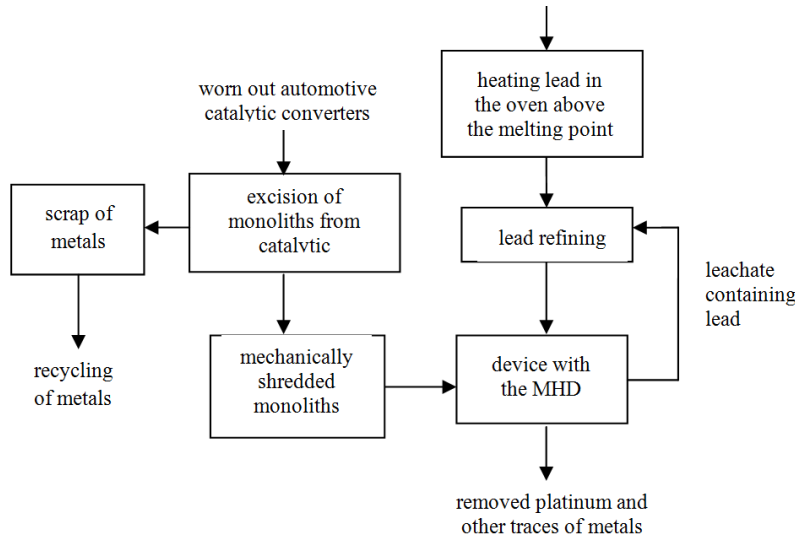 worn out automotive
catalytic converters
heating lead in
the oven above
the melting point
scrap of
metals
excision of
monoliths from
catalytic
lead refining
leachate
containing
lead
recycling
of metals
mechanically
shredded
monoliths
device with
the MHD
removed platinum and
other traces of metals